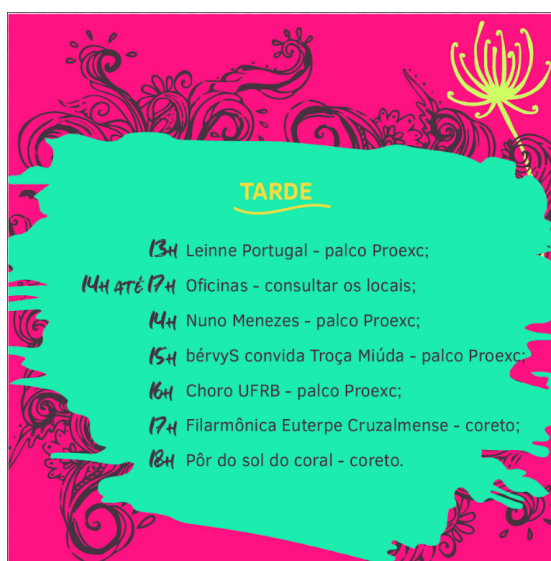 TARDE
13H Leinne Portugal - palco Proexc;
14H ATÉ 17H Oficinas - consultar os locais;
14H Nuno Menezes - palco Proexc;
15H bérvyS convida Troça Miúda - palco Proexc;
16H Choro UFRB - palco Proexc;
17H Filarmônica Euterpe Cruzalmense - coreto;
18H Pôr do sol do coral - coreto.